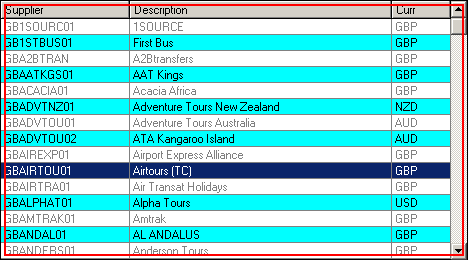 Supplier Description Curr
GB1SOURC01 1SOURCE GBP
GB1STBUS01 First Bus GBP
GBA2BTRAN A2Btransfers GBP
GBAATKGS01 AAT Kings GBP
GBACACIA01 Acacia Africa GBP
GBADVTNZ01 Adventure Tours New Zealand NZD
GBADVTOU01 Adventure Tours Australia AUD
GBADVTOU02 ATA Kangaroo Island AUD
GBAIREXP01 Airport Express Alliance GBP
GBAIRTOU01 Airtours (TC) GBP
GBAIRTRA01 Air Transat Holidays GBP
GBALPHAT01 Alpha Tours USD
GBAMTRAK01 Amtrak GBP
GBANDAL01 AL ANDALUS GBP
GBANDERS01 Anderson Tours GBP